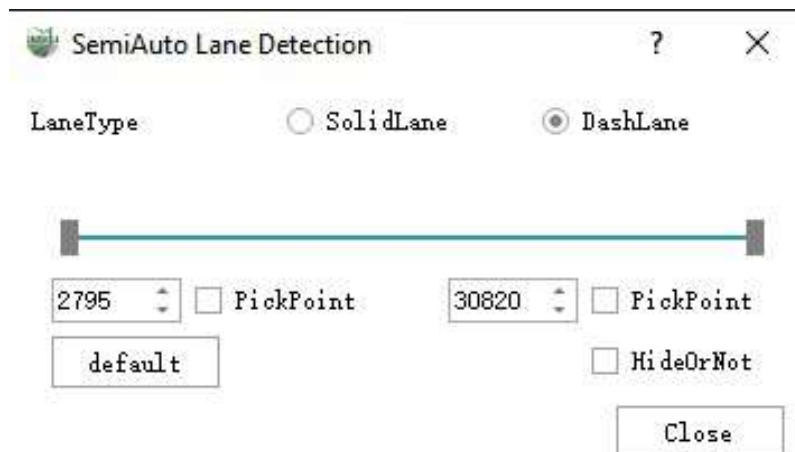 SemiAuto Lane Detection ? ×
LaneType SolidLane DashLane
2795 PickPoint 30820 PickPoint
default HideOrNot
Close